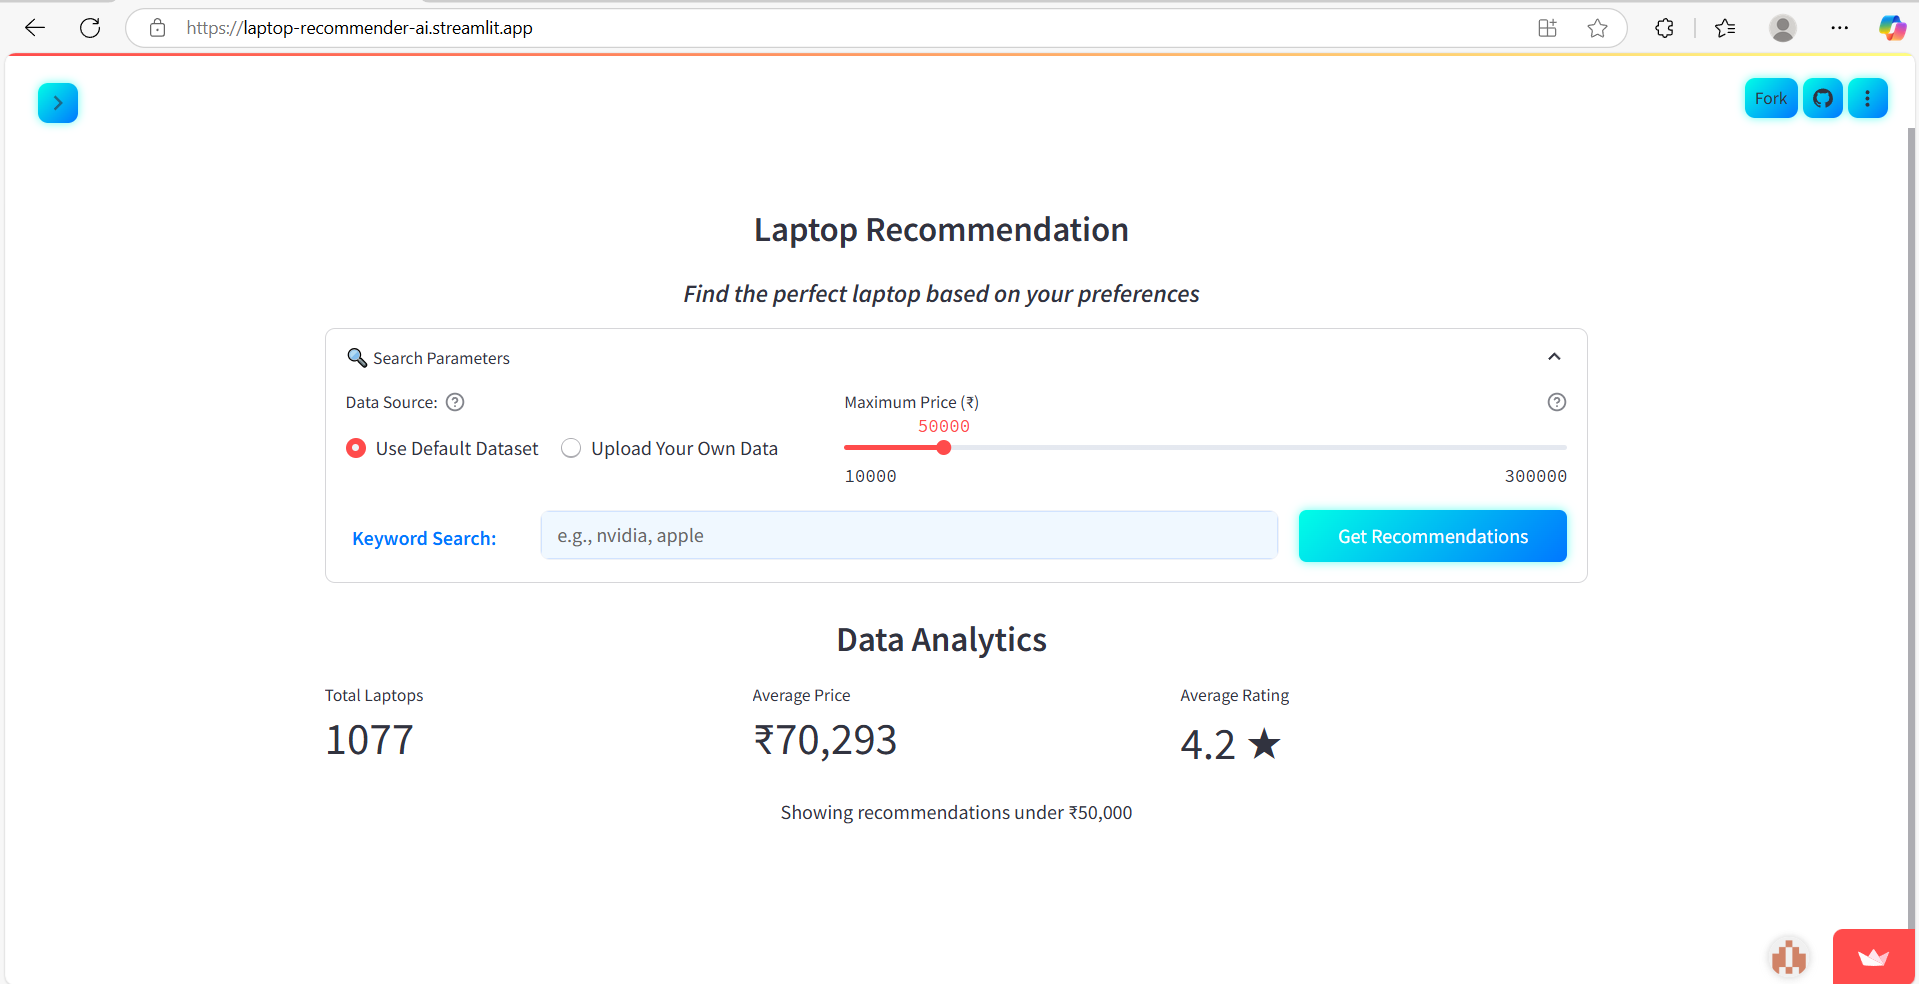 https://laptop-recommender-ai.streamlit.app
Fork
Laptop Recommendation
Find the perfect laptop based on your preferences
🔍 Search Parameters
Data Source:
Maximum Price (₹)
50000
Use Default Dataset
Upload Your Own Data
10000
300000
Keyword Search:
e.g., nvidia, apple
Get Recommendations
Data Analytics
Total Laptops
Average Price
Average Rating
1077
₹70,293
4.2 ★
Showing recommendations under ₹50,000